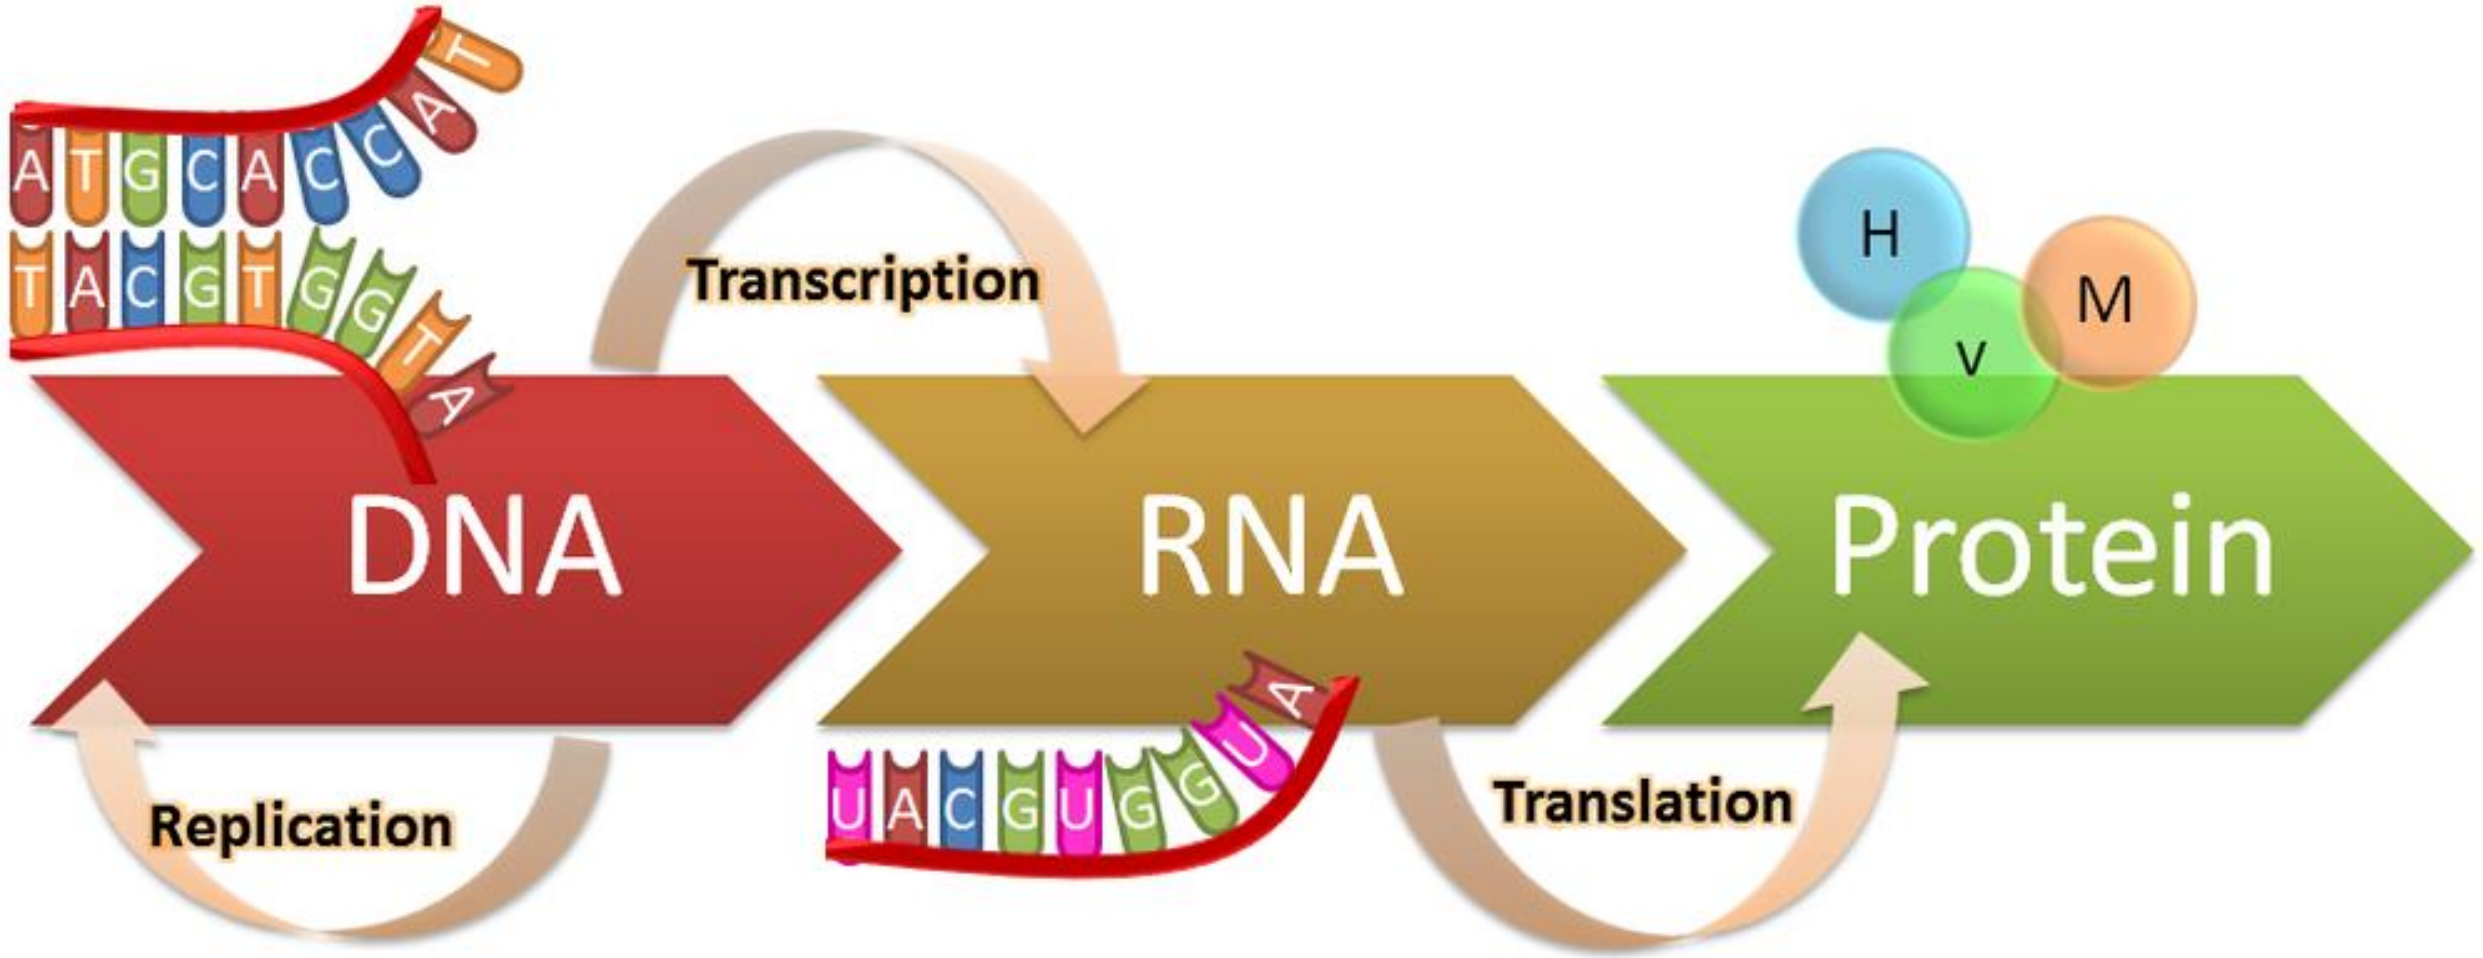 ATGCACCAT
TACGTGGTA
Transcription
H
M
V
DNA
RNA
Protein
Replication
UACGUGGUA
Translation